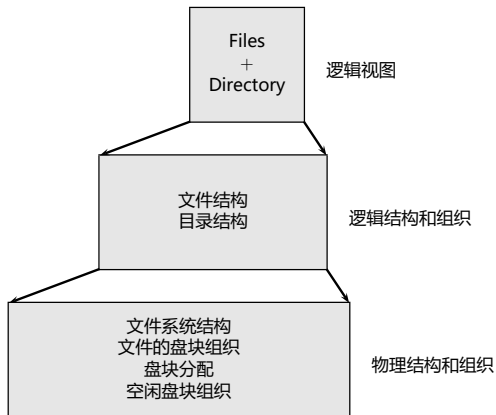 Files
+
Directory
逻辑视图
文件结构
目录结构
逻辑结构和组织
文件系统结构
文件的盘块组织
盘块分配
空闲盘块组织
物理结构和组织